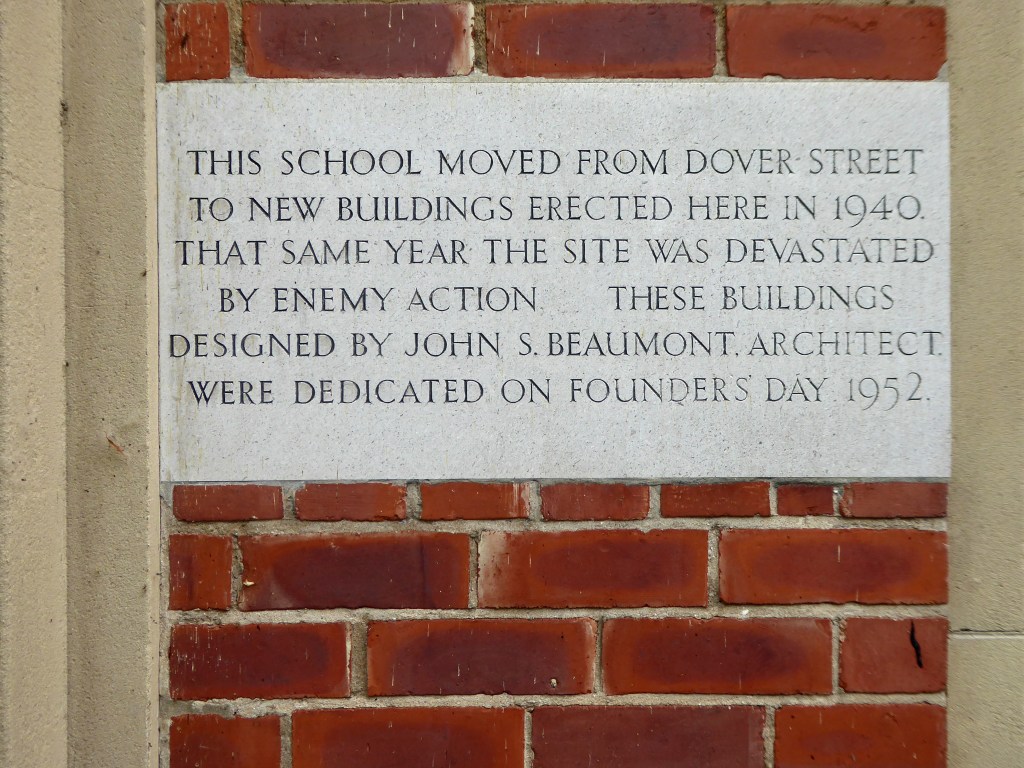 THIS SCHOOL MOVED FROM DOVER STREET
TO NEW BUILDINGS ERECTED HERE IN 1940.
THAT SAME YEAR THE SITE WAS DEVASTATED
BY ENEMY ACTION. THESE BUILDINGS
DESIGNED BY JOHN S. BEAUMONT. ARCHITECT.
WERE DEDICATED ON FOUNDERS' DAY 1952.